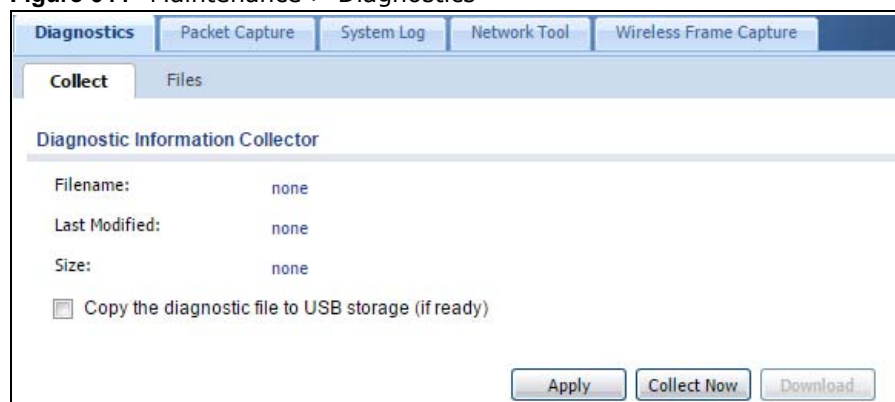 Maintenance > Diagnostics
Diagnostics Packet Capture System Log Network Tool Wireless Frame Capture
Collect Files
Diagnostic Information Collector
Filename: none
Last Modified: none
Size: none
Copy the diagnostic file to USB storage (if ready)
Apply Collect Now Download